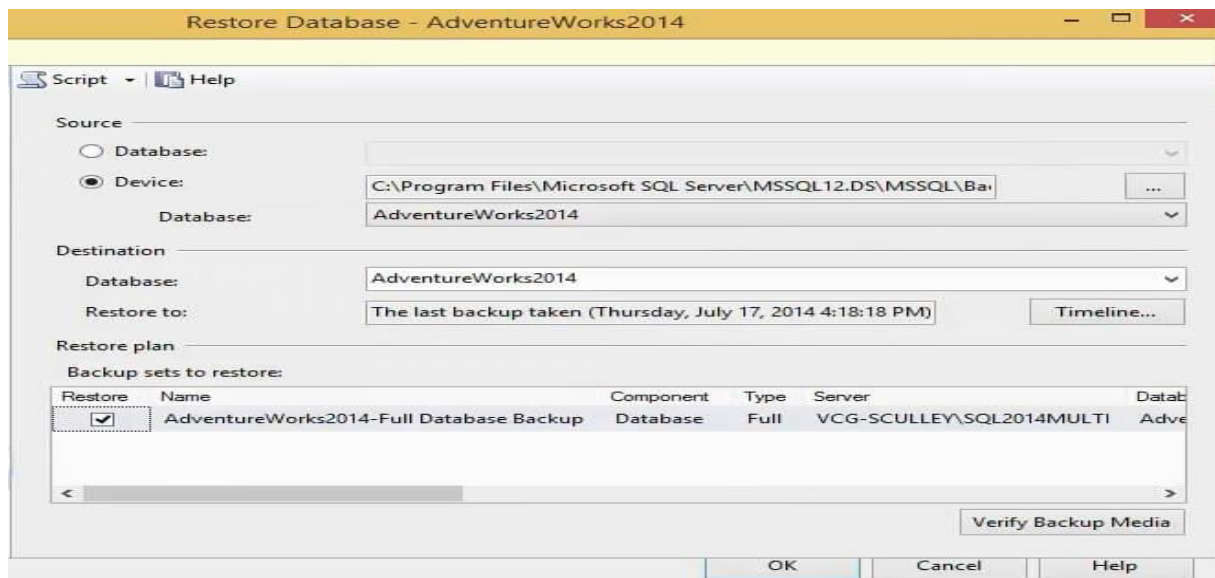 Restore Database - AdventureWorks2014
Script Help
Source
Database:
Device: C:\Program Files\Microsoft SQL Server\MSSQL12.DS\MSSQL\Ba ...
Database: AdventureWorks2014
Destination
Database: AdventureWorks2014
Restore to: The last backup taken (Thursday, July 17, 2014 4:18:18 PM) Timeline...
Restore plan
Backup sets to restore:
Restore Name Component Type Server Datab
AdventureWorks2014-Full Database Backup Database Full VCG-SCULLEY\SQL2014MULTI Adve
Verify Backup Media
OK Cancel Help